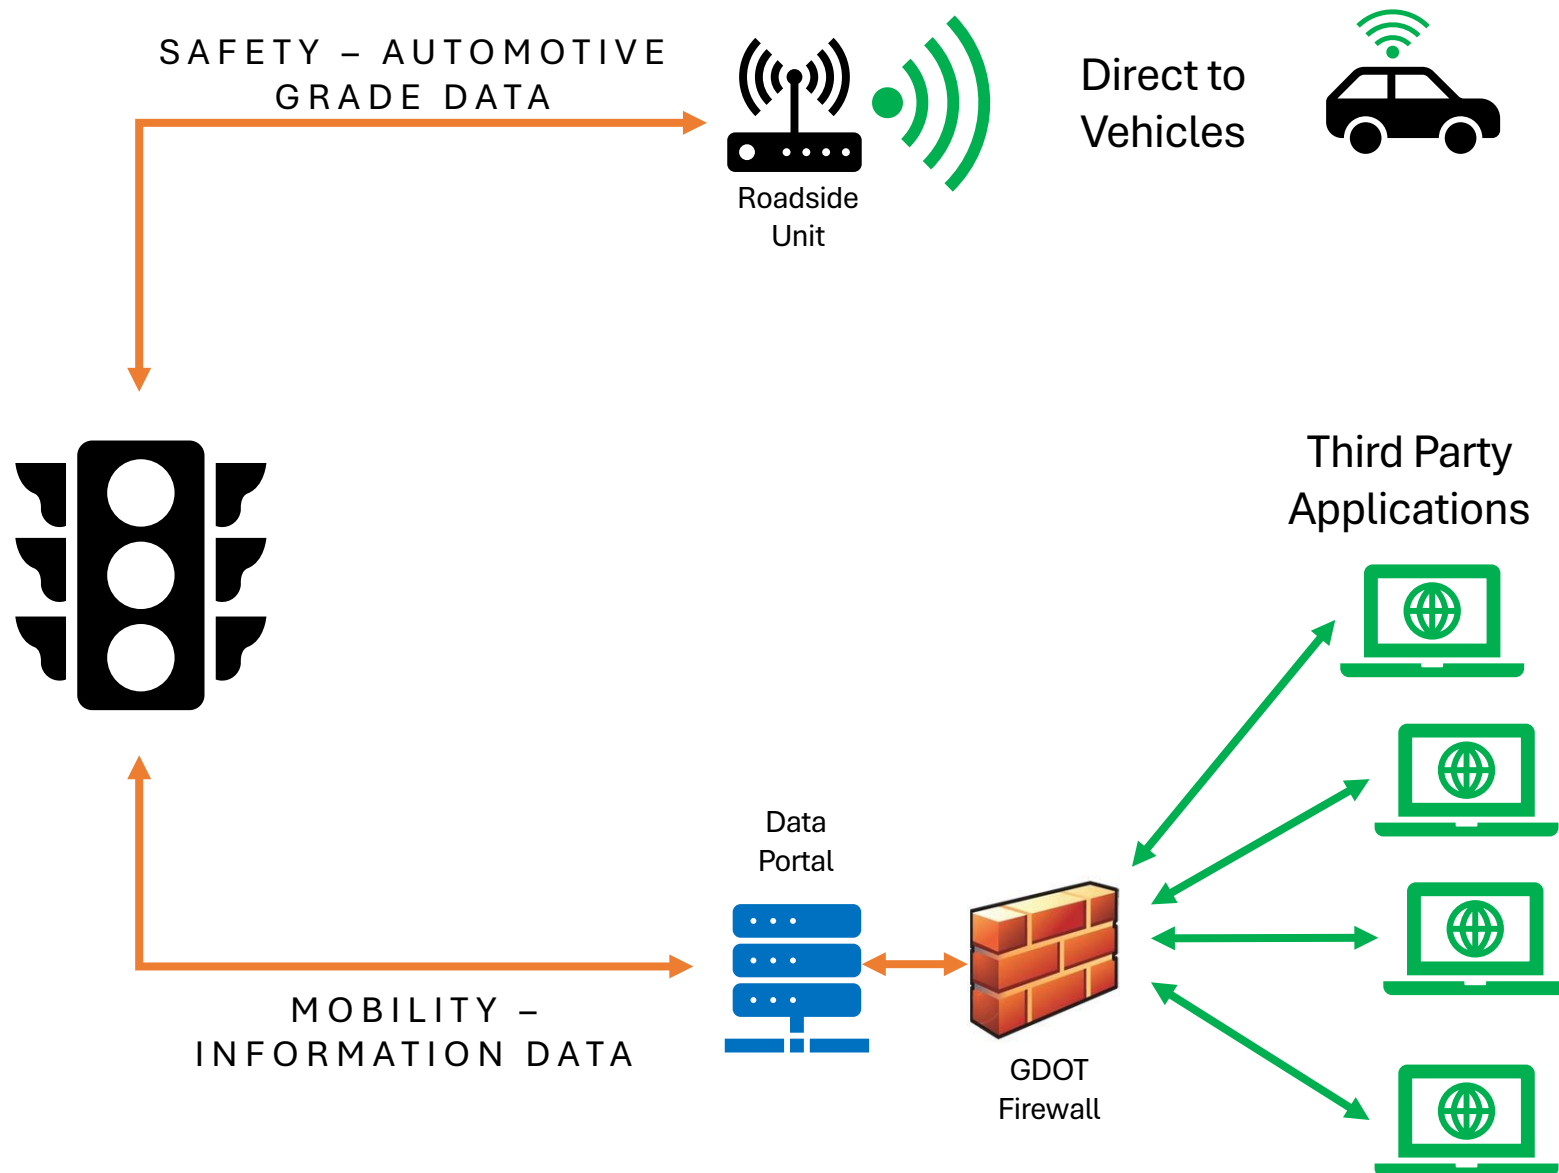 SAFETY – AUTOMOTIVE
GRADE DATA
Roadside
Unit
Direct to
Vehicles
Third Party
Applications
Data
Portal
MOBILITY –
INFORMATION DATA
GDOT
Firewall